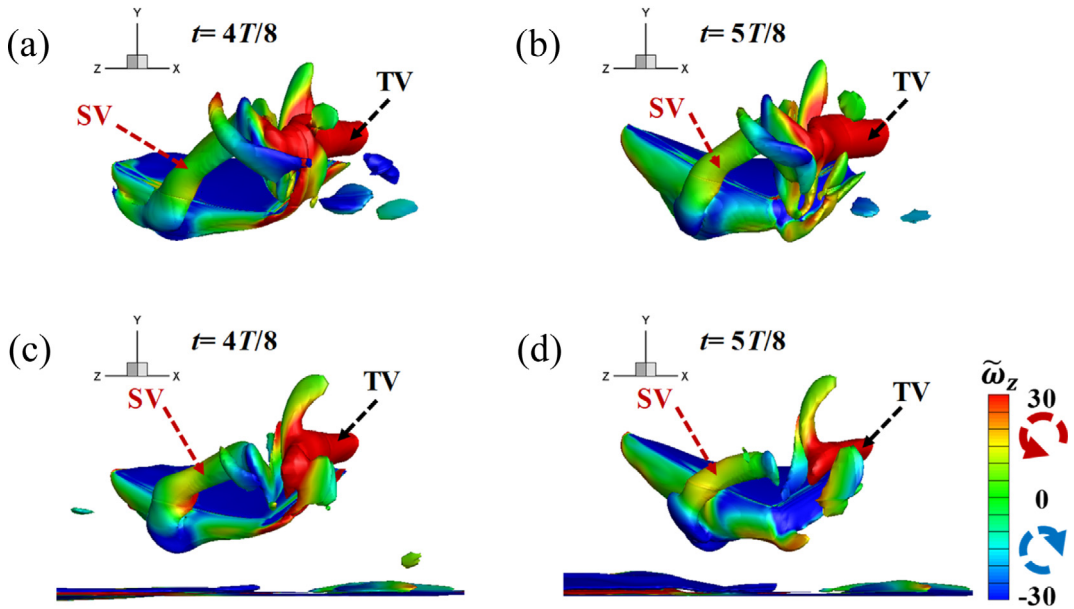 (a)
Y
Z
X
t= 4T/8
SV
TV
(b)
Y
Z
X
t= 5T/8
SV
TV
(c)
Y
Z
X
t= 4T/8
SV
TV
(d)
Y
Z
X
t= 5T/8
SV
TV
ω̃z
30
0
-30